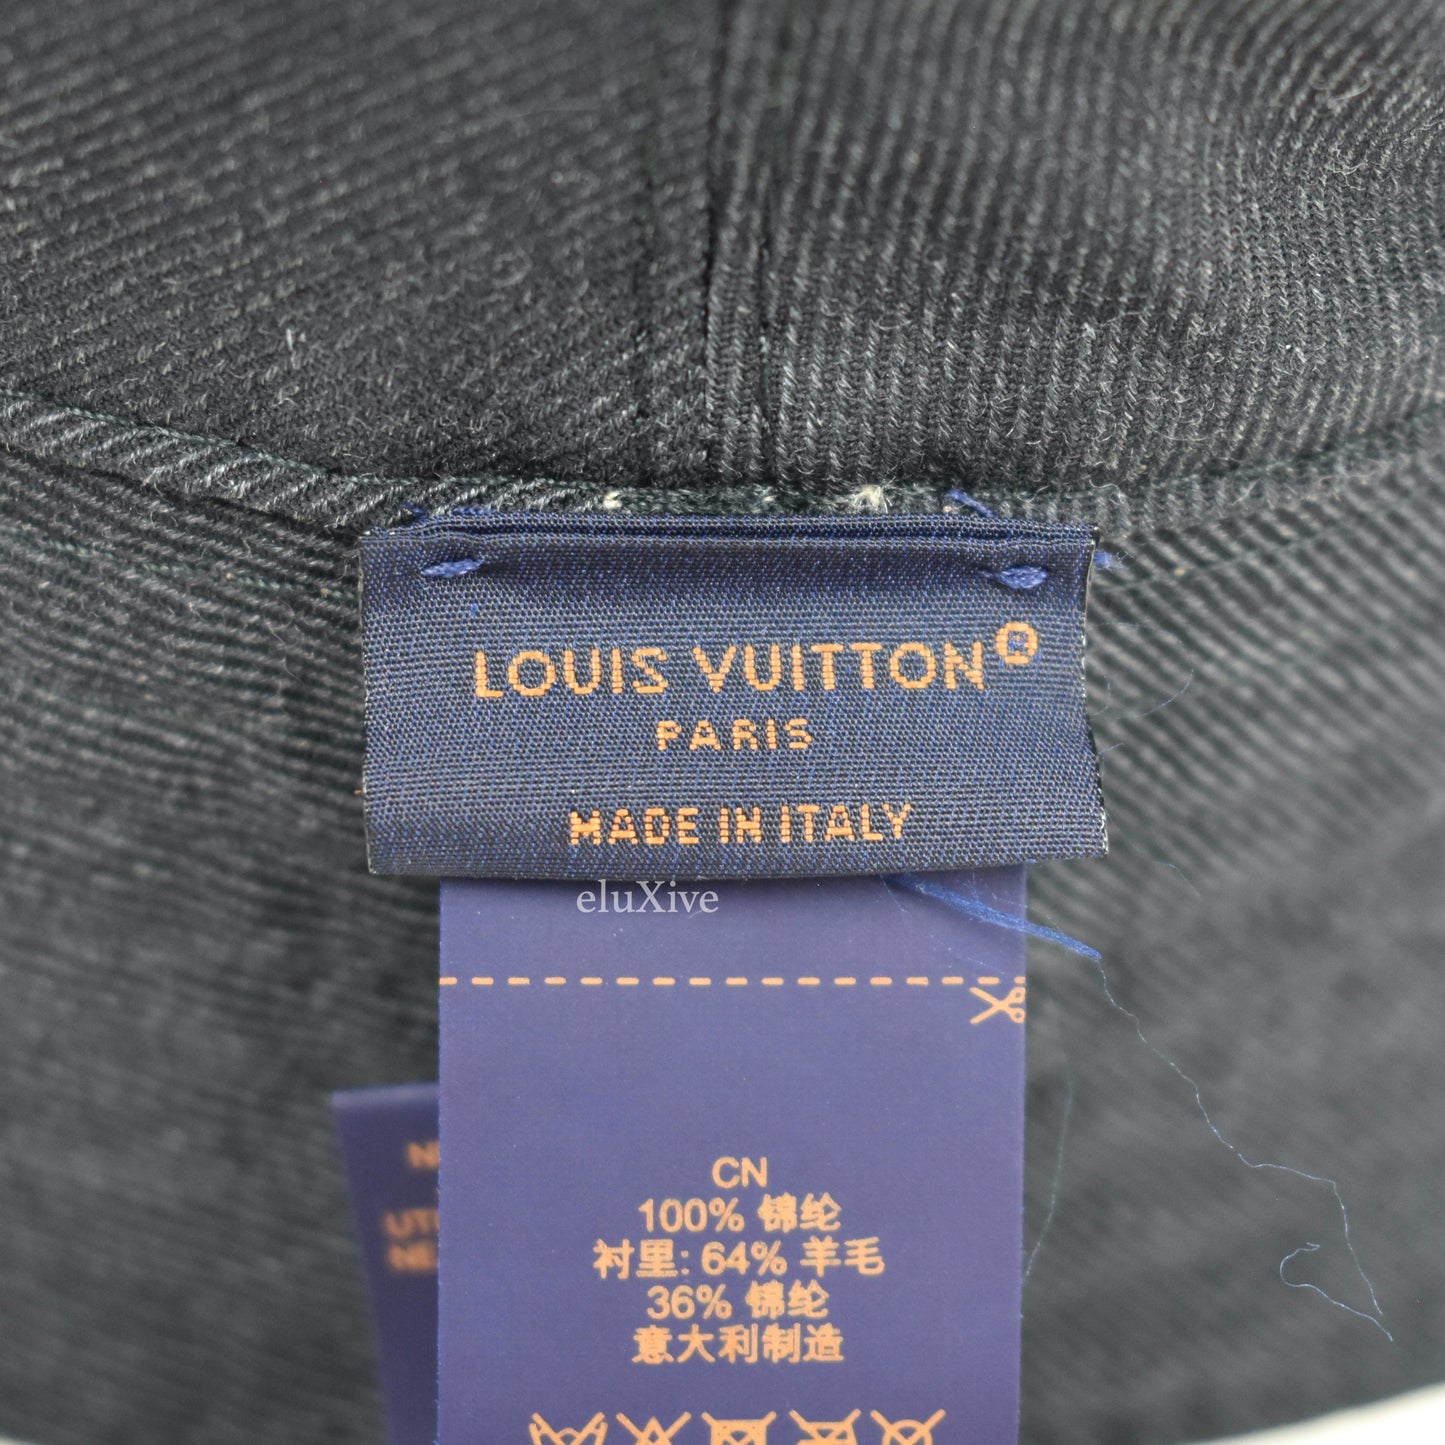 LOUIS VUITTON®
PARIS
MADE IN ITALY
eluXive
CN
100% 锦纶
衬里: 64% 羊毛
36% 锦纶
意大利制造